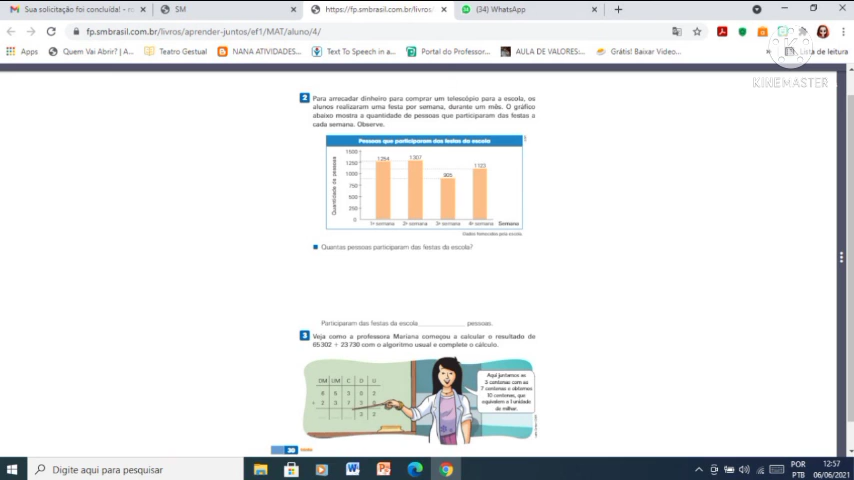 Sua solicitação foi concluída! - r
SM
https://fp.smbrasil.com.br/livros
(34) WhatsApp
fp.smbrasil.com.br/livros/aprender-juntos/ef1/MAT/aluno/4/
Apps
Quem Vai Abrir? | A...
Teatro Gestual
NANA ATIVIDADES...
Text To Speech in a...
Portal do Professor...
AULA DE VALORES:...
Grátis! Baixar Video...
Lista de leitura
KINEMASTER
2 Para arrecadar dinheiro para comprar um telescópio para a escola, os
alunos realizaram uma festa por semana, durante um mês. O gráfico
abaixo mostra a quantidade de pessoas que participaram das festas a
cada semana. Observe.
Pessoas que participaram das festas da escola
Quantidade de pessoas
1500
1250
1000
750
500
250
0
1254
1307
905
1123
1ª semana
2ª semana
3ª semana
4ª semana
Semana
Dados fornecidos pela escola.
Quantas pessoas participaram das festas da escola?
Participaram das festas da escola __________ pessoas.
3 Veja como a professora Mariana começou a calcular o resultado de
65302 + 23730 com o algoritmo usual e complete o cálculo.
DM UM C D U
6 5 3 0 2
+ 2 3 7 3
3 2
Aqui juntamos as
3 centenas com as
7 centenas e obtemos
10 centenas, que
equivalem a 1 unidade
de milhar.
30
Digite aqui para pesquisar
POR
PTB
12:57
06/06/2021